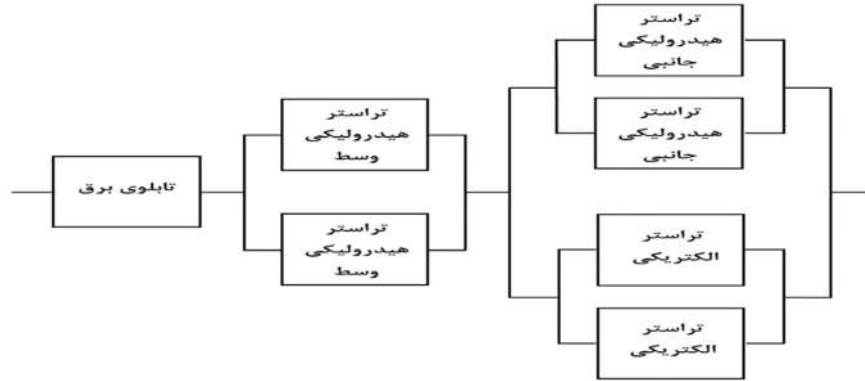 تراستر
هیدرولیکی
جانبی
تراستر
هیدرولیکی
وسط
تراستر
هیدرولیکی
جانبی
تابلوی برق
تراستر
هیدرولیکی
وسط
تراستر
الکتریکی
تراستر
الکتریکی